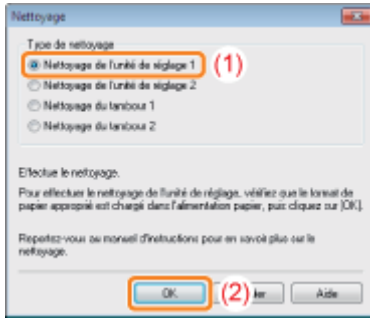 Nettoyage
Type de nettoyage
Nettoyage de l'unité de réglage 1
(1)
Nettoyage de l'unité de réglage 2
Nettoyage du tambour 1
Nettoyage du tambour 2
Effectue le nettoyage.
Pour effectuer le nettoyage de l'unité de réglage, vérifiez que le format de
papier approprié est chargé dans l'alimentation papier, puis cliquez sur [OK].
Reportez-vous au manuel d'instructions pour en savoir plus sur le
nettoyage.
OK
(2)
ler
Aide